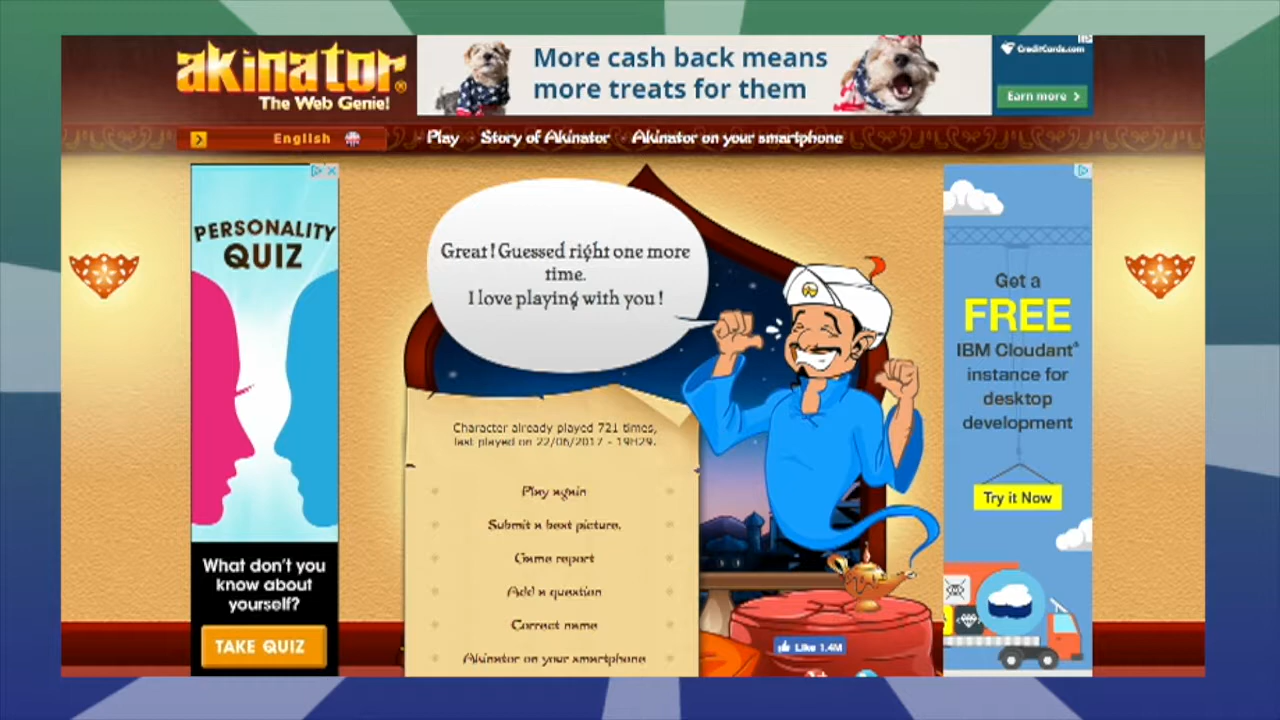 akinator®
The Web Genie!
More cash back means
more treats for them
CreditCards.com
Earn more >
English
Play
Story of Akinator
Akinator on your smartphone
PERSONALITY
QUIZ
What don't you
know about
yourself?
TAKE QUIZ
Great! Guessed right one more
time.
I love playing with you!
Character already played 721 times,
last played on 22/06/2017 - 19H29.
Play again
Submit a best picture.
Game report
Add a question
Correct name
Akinator on your smartphone
Like 1.4M
Get a
FREE
IBM Cloudant®
instance for
desktop
development
Try it Now